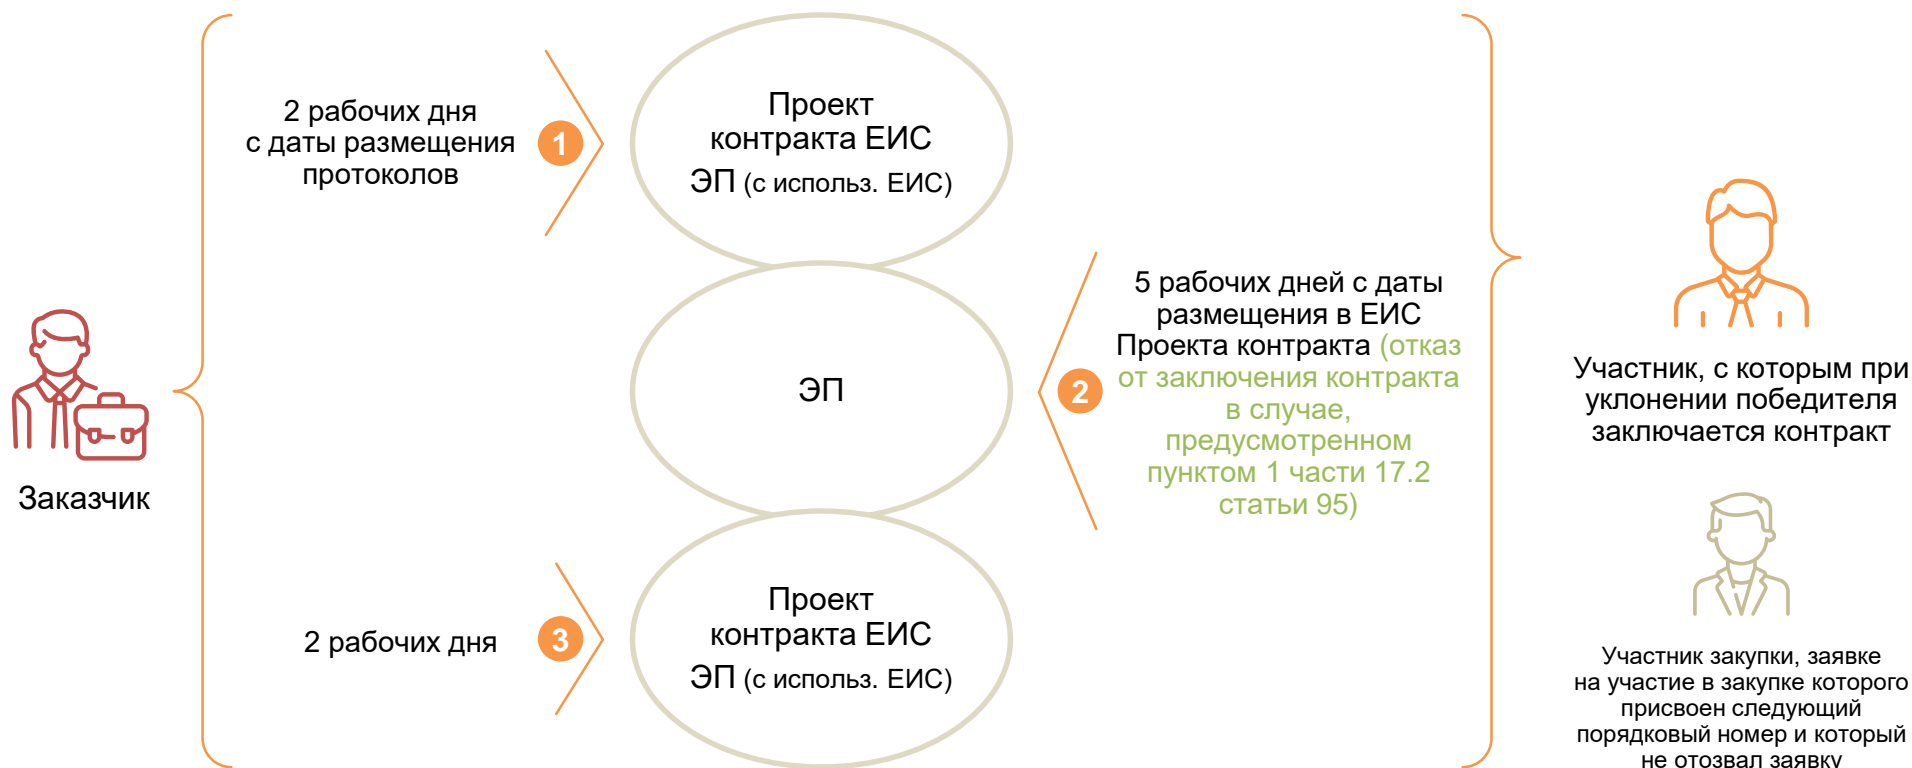 Заказчик
2 рабочих дня
с даты размещения
протоколов
1
Проект
контракта ЕИС
ЭП (с использ. ЕИС)
ЭП
2
5 рабочих дней с даты
размещения в ЕИС
Проекта контракта (отказ
от заключения контракта
в случае,
предусмотренном
пунктом 1 части 17.2
статьи 95)
2 рабочих дня
3
Проект
контракта ЕИС
ЭП (с использ. ЕИС)
Участник, с которым при
уклонении победителя
заключается контракт
Участник закупки, заявке
на участие в закупке которого
присвоен следующий
порядковый номер и который
не отозвал заявку